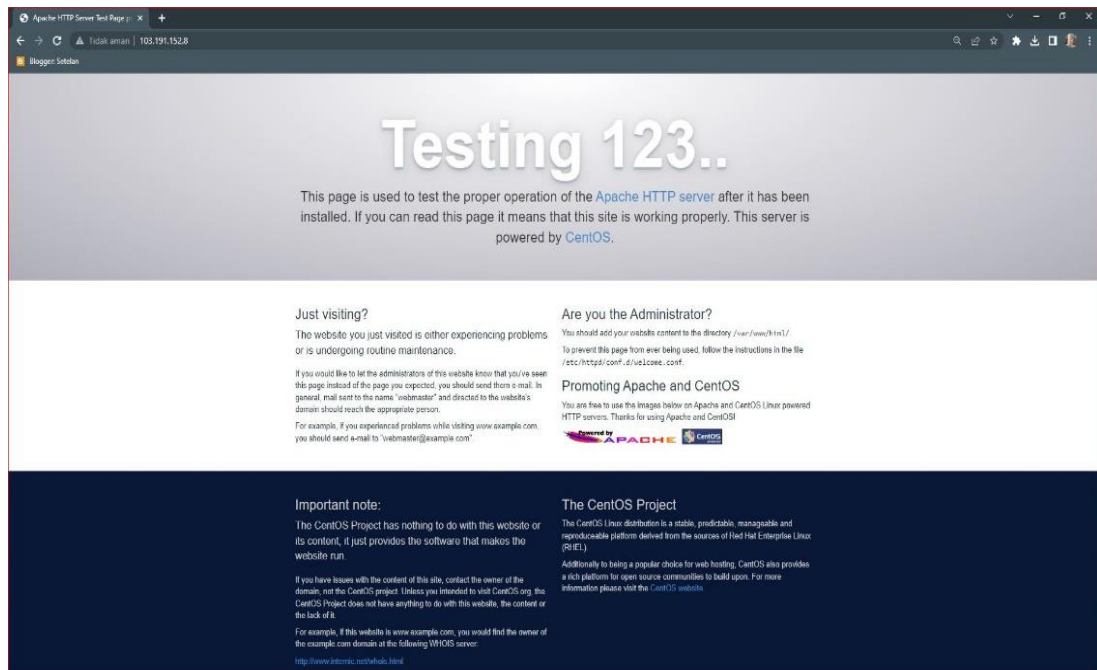 Apache HTTP Server Test Page p
Tidak aman | 103.191.152.8
Blogger: Setelan
Testing 123..
This page is used to test the proper operation of the Apache HTTP server after it has been
installed. If you can read this page it means that this site is working properly. This server is
powered by CentOS.
Just visiting?
The website you just visited is either experiencing problems
or is undergoing routine maintenance.
If you would like to let the administrators of this website know that you've seen
this page instead of the page you expected, you should send them e-mail. In
general, mail sent to the name "webmaster" and directed to the website's
domain should reach the appropriate person.
For example, if you experienced problems while visiting www.example.com,
you should send e-mail to "webmaster@example.com".
Are you the Administrator?
You should add your website content to the directory /var/www/html/.
To prevent this page from ever being used, follow the instructions in the file
/etc/httpd/conf.d/welcome.conf.
Promoting Apache and CentOS
You are free to use the images below on Apache and CentOS Linux powered
HTTP servers. Thanks for using Apache and CentOS!
Powered by
APACHE
CentOS
Important note:
The CentOS Project has nothing to do with this website or
its content, it just provides the software that makes the
website run.
If you have issues with the content of this site, contact the owner of the
domain, not the CentOS project. Unless you intended to visit CentOS.org, the
CentOS Project does not have anything to do with this website, the content or
the lack of it.
For example, if this website is www.example.com, you would find the owner of
the example.com domain at the following WHOIS server:
http://www.internic.net/whois.html
The CentOS Project
The CentOS Linux distribution is a stable, predictable, manageable and
reproduceable platform derived from the sources of Red Hat Enterprise Linux
(RHEL).
Additionally to being a popular choice for web hosting, CentOS also provides
a rich platform for open source communities to build upon. For more
information please visit the CentOS website.